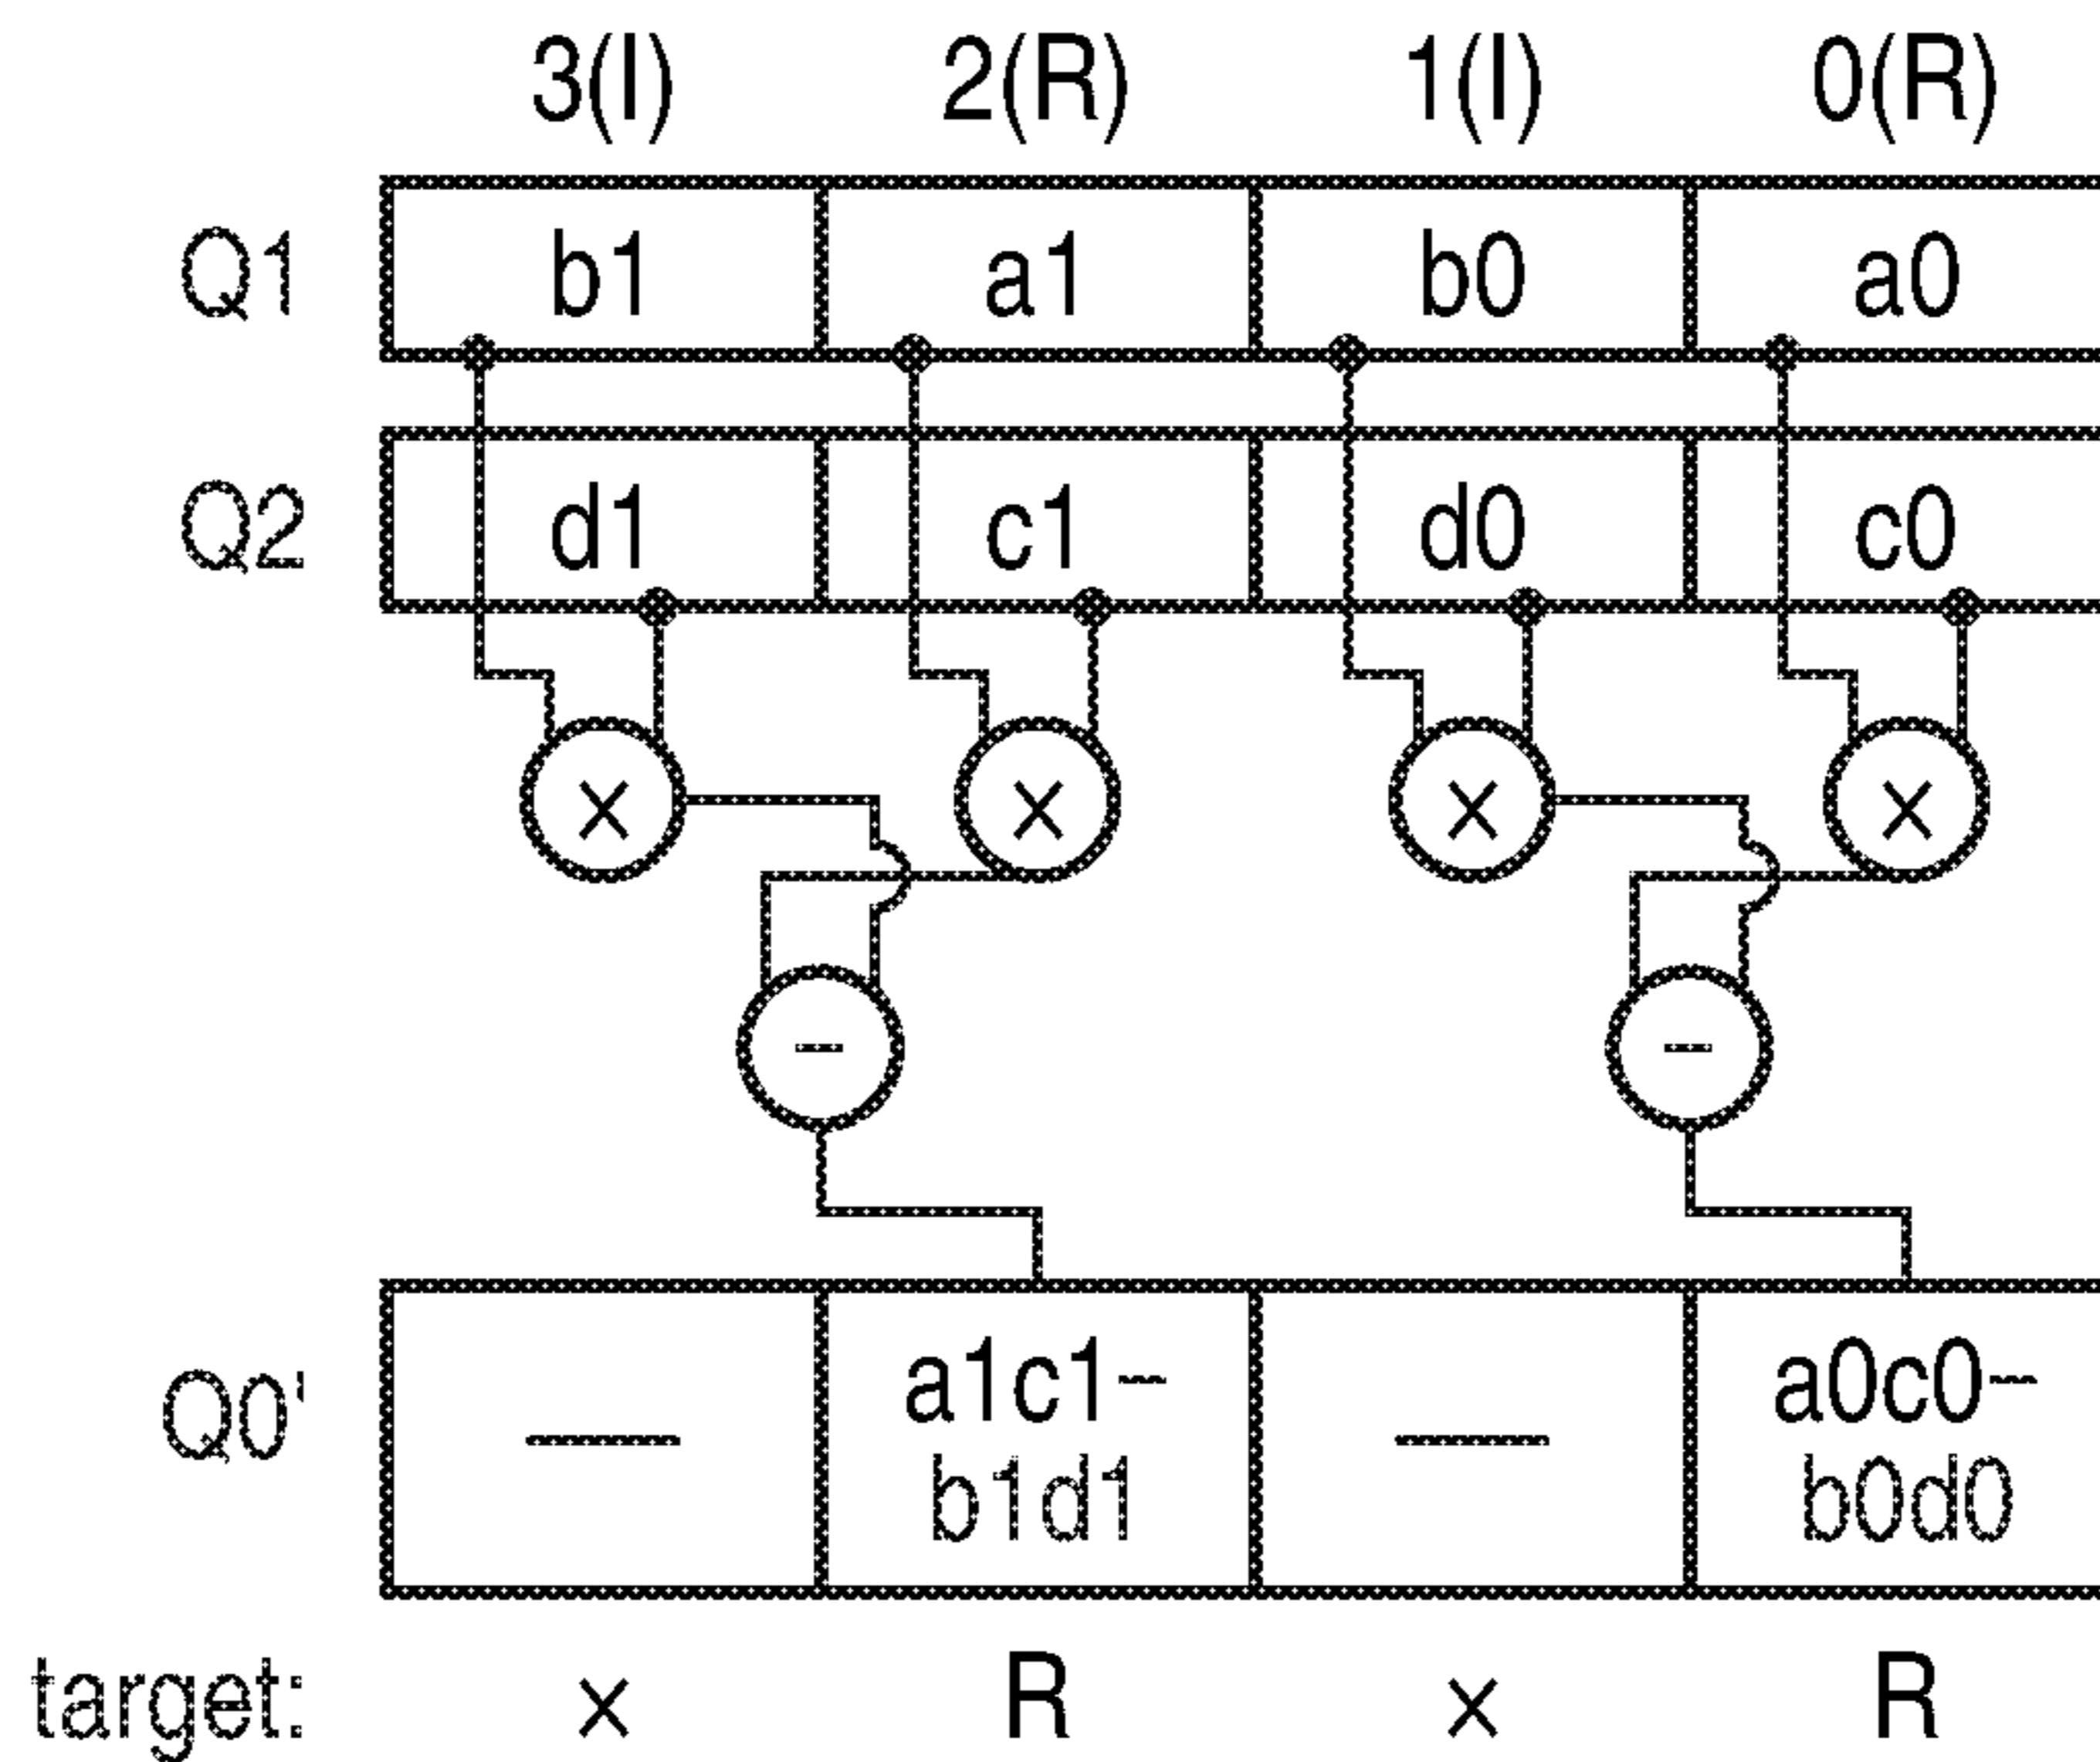 3(I) 2(R) 1(I) 0(R)
Q1 b1 a1 b0 a0
Q2 d1 c1 d0 c0
× × × ×
− −
Q0' — a1c1− — a0c0−
b1d1 b0d0
target: × R × R